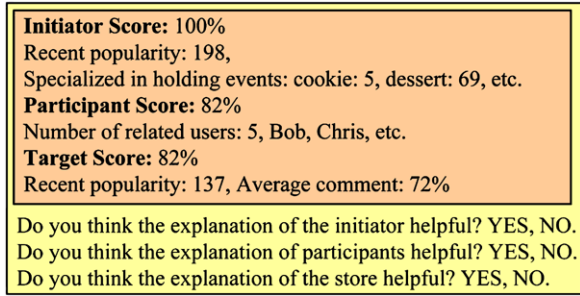 Initiator Score: 100%
Recent popularity: 198,
Specialized in holding events: cookie: 5, dessert: 69, etc.
Participant Score: 82%
Number of related users: 5, Bob, Chris, etc.
Target Score: 82%
Recent popularity: 137, Average comment: 72%
Do you think the explanation of the initiator helpful? YES, NO.
Do you think the explanation of participants helpful? YES, NO.
Do you think the explanation of the store helpful? YES, NO.